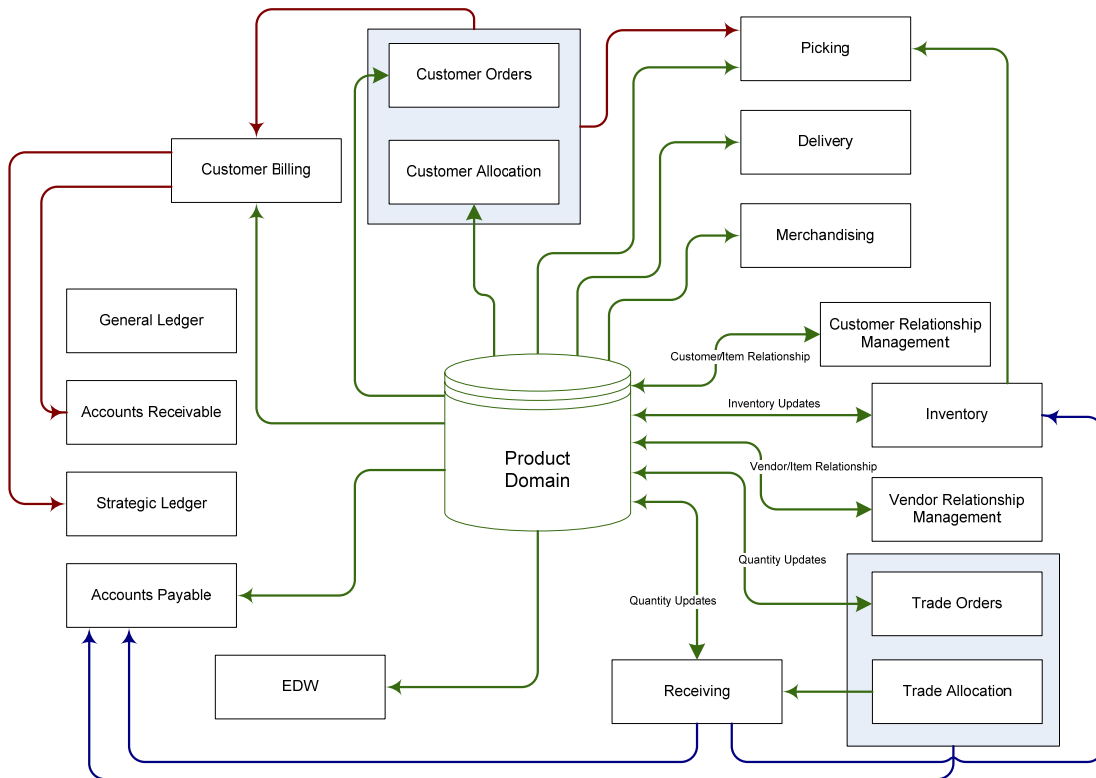 Customer Orders
Picking
Customer Billing
Customer Allocation
Delivery
Merchandising
General Ledger
Customer Relationship
Management
Customer/Item Relationship
Accounts Receivable
Inventory Updates
Inventory
Product
Domain
Vendor/Item Relationship
Strategic Ledger
Vendor Relationship
Management
Quantity Updates
Accounts Payable
Quantity Updates
Trade Orders
EDW
Receiving
Trade Allocation